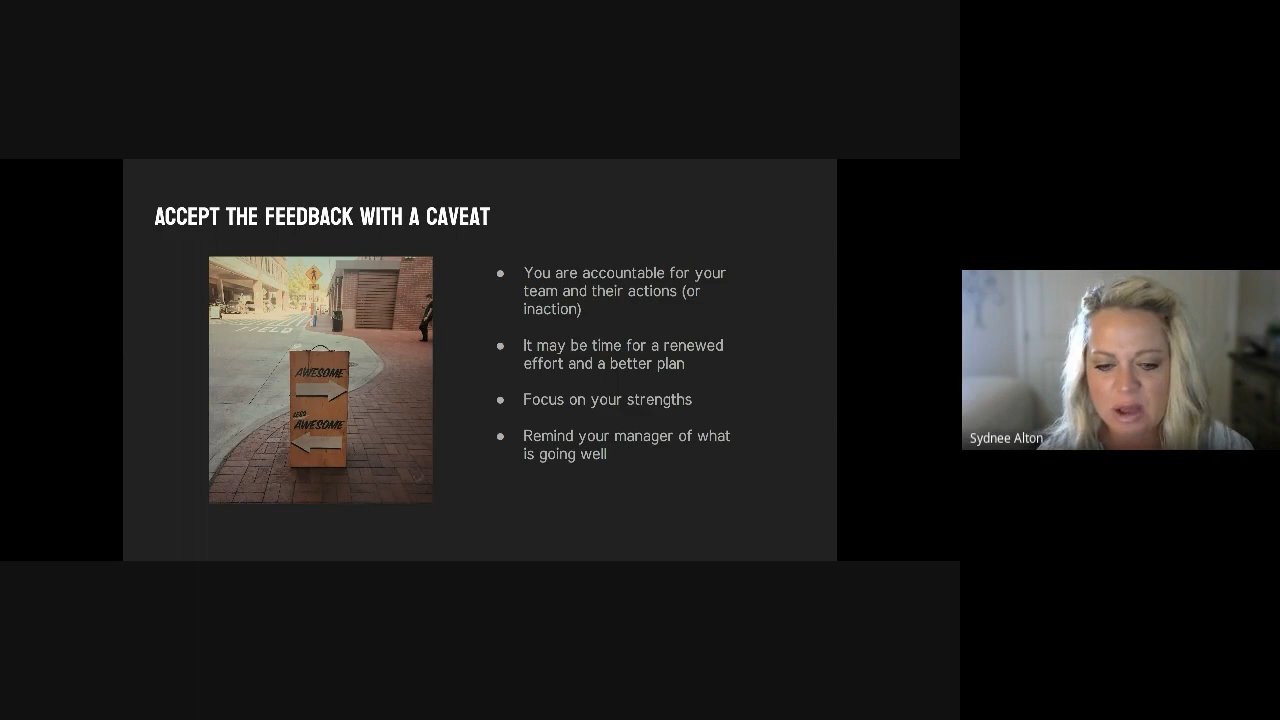 ACCEPT THE FEEDBACK WITH A CAVEAT
YIELD
AWESOME
LESS
AWESOME
● You are accountable for your
team and their actions (or
inaction)
● It may be time for a renewed
effort and a better plan
● Focus on your strengths
● Remind your manager of what
is going well
Sydnee Alton